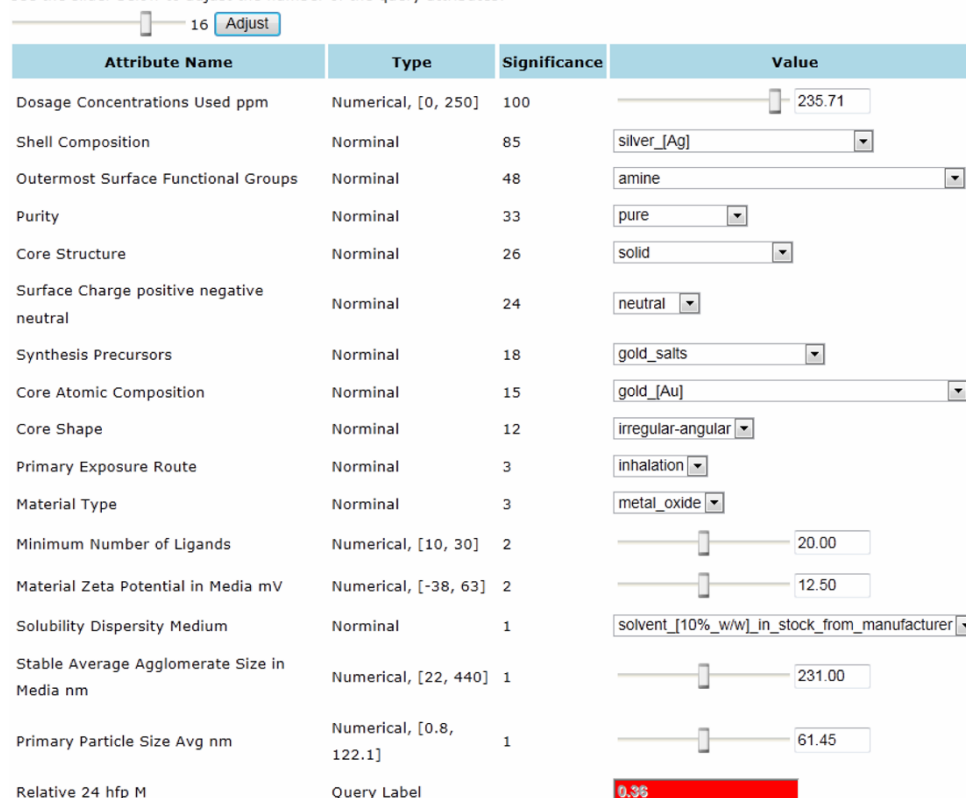 16 Adjust
Attribute Name Type Significance Value
Dosage Concentrations Used ppm Numerical, [0, 250] 100 235.71
Shell Composition Norminal 85 silver_[Ag]
Outermost Surface Functional Groups Norminal 48 amine
Purity Norminal 33 pure
Core Structure Norminal 26 solid
Surface Charge positive negative
neutral Norminal 24 neutral
Synthesis Precursors Norminal 18 gold_salts
Core Atomic Composition Norminal 15 gold_[Au]
Core Shape Norminal 12 irregular-angular
Primary Exposure Route Norminal 3 inhalation
Material Type Norminal 3 metal_oxide
Minimum Number of Ligands Numerical, [10, 30] 2 20.00
Material Zeta Potential in Media mV Numerical, [-38, 63] 2 12.50
Solubility Dispersity Medium Norminal 1 solvent_[10%_w/w]_in_stock_from_manufacturer
Stable Average Agglomerate Size in
Media nm Numerical, [22, 440] 1 231.00
Primary Particle Size Avg nm Numerical, [0.8,
122.1] 1 61.45
Relative 24 hfp M Query Label 0.36